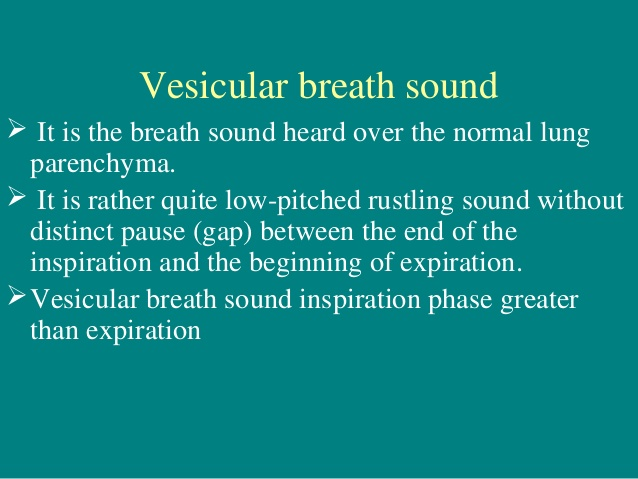 Vesicular breath sound
➢ It is the breath sound heard over the normal lung
parenchyma.
➢ It is rather quite low-pitched rustling sound without
distinct pause (gap) between the end of the
inspiration and the beginning of expiration.
➢Vesicular breath sound inspiration phase greater
than expiration